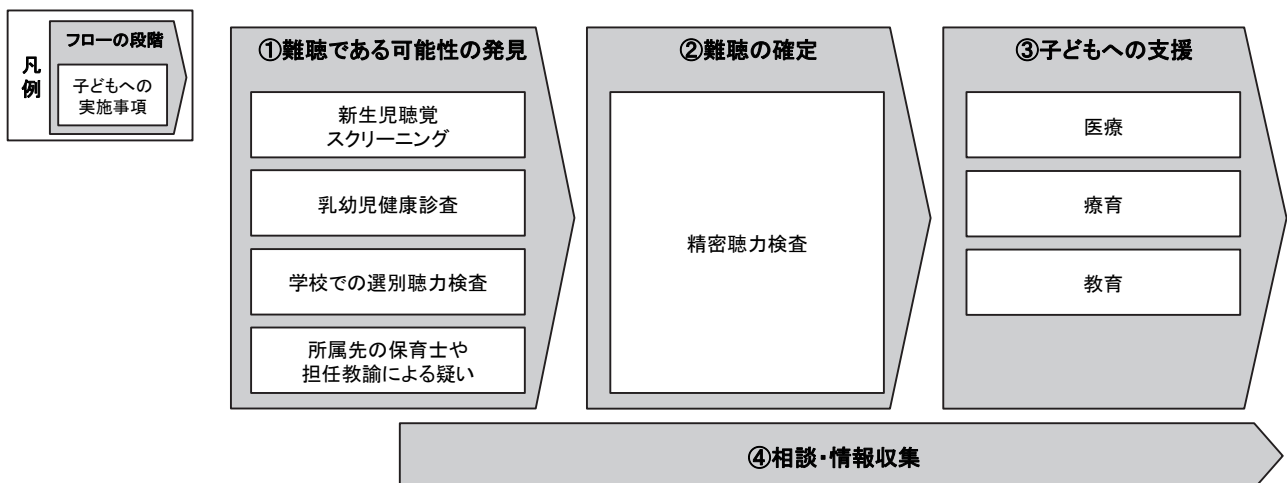 凡
例
フローの段階
子どもへの
実施事項
①難聴である可能性の発見
新生児聴覚
スクリーニング
乳幼児健康診査
学校での選別聴力検査
所属先の保育士や
担任教諭による疑い
②難聴の確定
精密聴力検査
③子どもへの支援
医療
療育
教育
④相談・情報収集